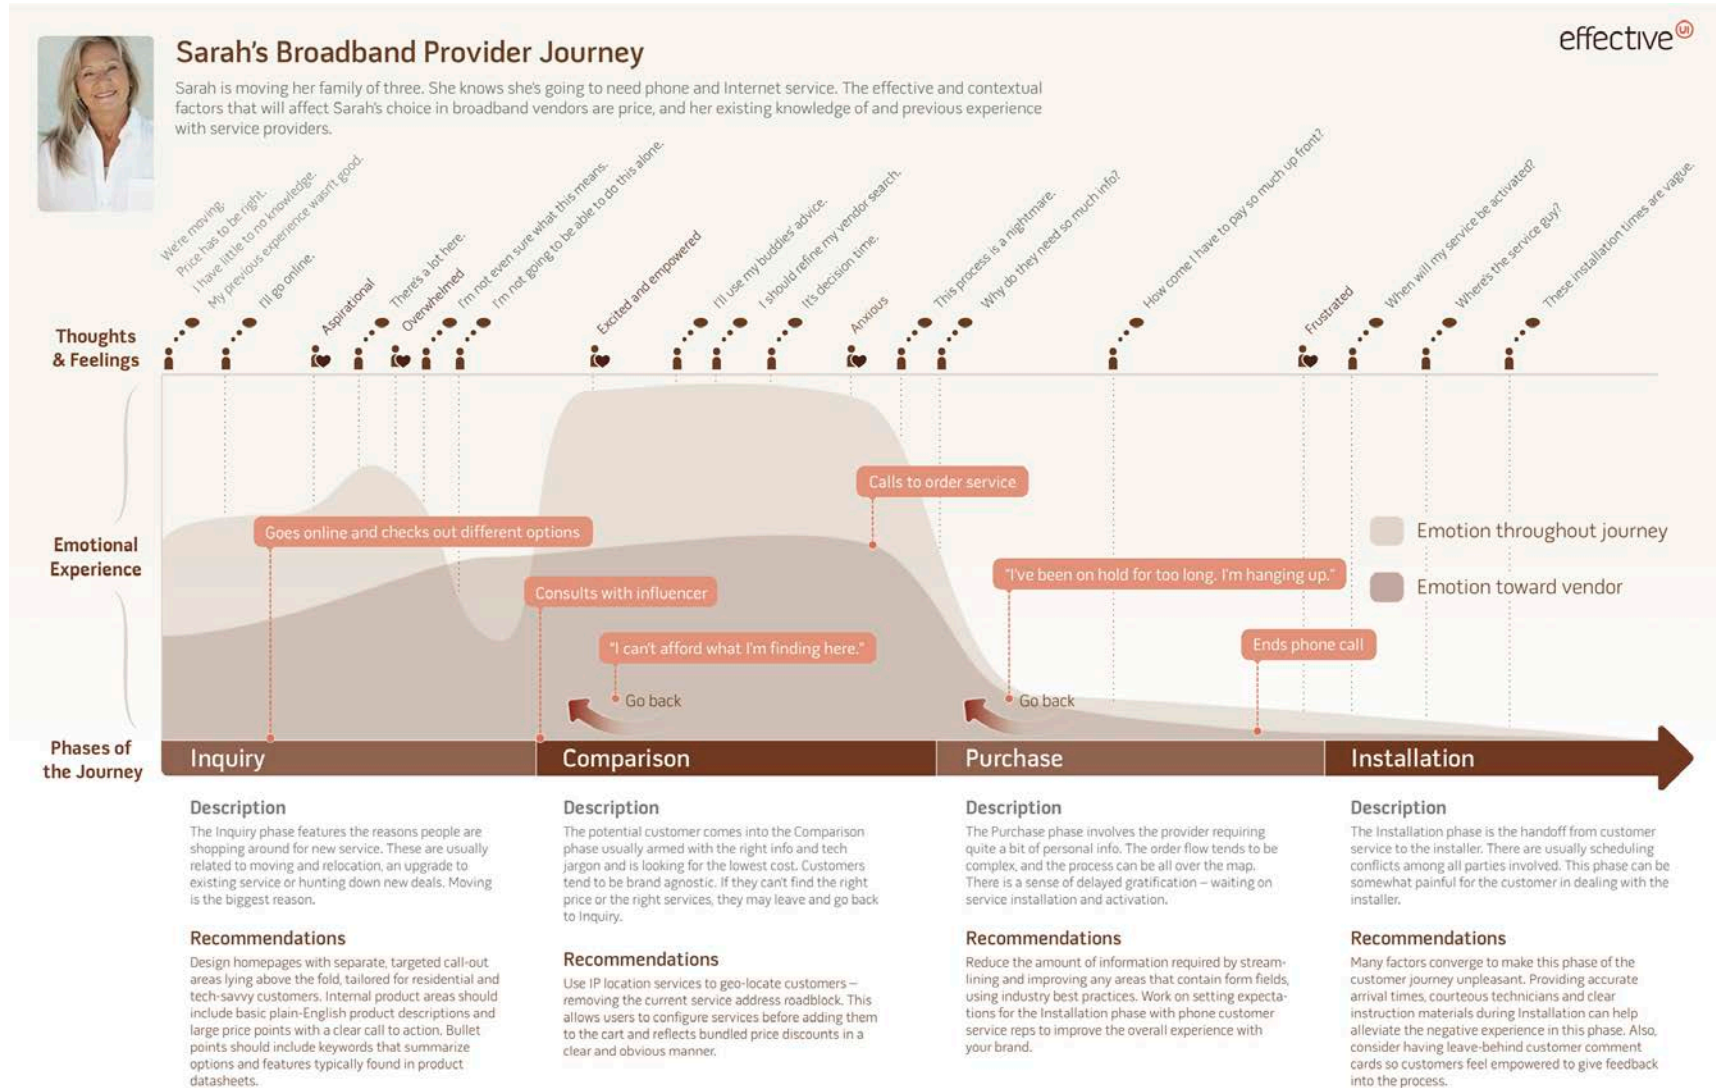 effective UI
Sarah's Broadband Provider Journey
Sarah is moving her family of three. She knows she's going to need phone and Internet service. The effective and contextual
factors that will affect Sarah's choice in broadband vendors are price, and her existing knowledge of and previous experience
with service providers.
Thoughts
& Feelings
We're moving.
Price has to be right.
I have little to no knowledge.
My previous experience wasn't good.
I'll go online.
Aspirational
There's a lot here.
Overwhelmed
I'm not even sure what this means.
I'm not going to be able to do this alone.
Excited and empowered
I'll use my buddies' advice.
I should refine my vendor search.
It's decision time.
Anxious
This process is a nightmare.
Why do they need so much info?
How come I have to pay so much up front?
Frustrated
When will my service be activated?
Where's the service guy?
These installation times are vague.
Emotional
Experience
Calls to order service
Goes online and checks out different options
Emotion throughout journey
"I've been on hold for too long. I'm hanging up."
Emotion toward vendor
Consults with influencer
"I can't afford what I'm finding here."
Ends phone call
Go back
Go back
Phases of
the Journey
Inquiry
Comparison
Purchase
Installation
Description
The Inquiry phase features the reasons people are
shopping around for new service. These are usually
related to moving and relocation, an upgrade to
existing service or hunting down new deals. Moving
is the biggest reason.
Recommendations
Design homepages with separate, targeted call-out
areas lying above the fold, tailored for residential and
tech-savvy customers. Internal product areas should
include basic plain-English product descriptions and
large price points with a clear call to action. Bullet
points should include keywords that summarize
options and features typically found in product
datasheets.
Description
The potential customer comes into the Comparison
phase usually armed with the right info and tech
jargon and is looking for the lowest cost. Customers
tend to be brand agnostic. If they can't find the right
price or the right services, they may leave and go back
to Inquiry.
Recommendations
Use IP location services to geo-locate customers –
removing the current service address roadblock. This
allows users to configure services before adding them
to the cart and reflects bundled price discounts in a
clear and obvious manner.
Description
The Purchase phase involves the provider requiring
quite a bit of personal info. The order flow tends to be
complex, and the process can be all over the map.
There is a sense of delayed gratification – waiting on
service installation and activation.
Recommendations
Reduce the amount of information required by stream-
lining and improving any areas that contain form fields,
using industry best practices. Work on setting expecta-
tions for the Installation phase with phone customer
service reps to improve the overall experience with
your brand.
Description
The Installation phase is the handoff from customer
service to the installer. There are usually scheduling
conflicts among all parties involved. This phase can be
somewhat painful for the customer in dealing with the
installer.
Recommendations
Many factors converge to make this phase of the
customer journey unpleasant. Providing accurate
arrival times, courteous technicians and clear
instruction materials during Installation can help
alleviate the negative experience in this phase. Also,
consider having leave-behind customer comment
cards so customers feel empowered to give feedback
into the process.